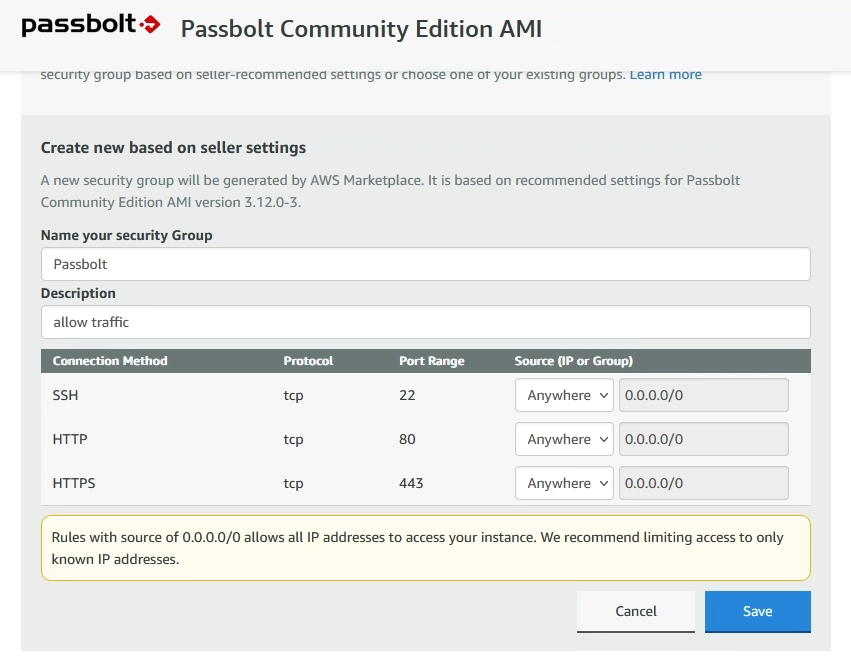 passbolt Passbolt Community Edition AMI
security group based on seller-recommended settings or choose one of your existing groups. Learn more
Create new based on seller settings
A new security group will be generated by AWS Marketplace. It is based on recommended settings for Passbolt
Community Edition AMI version 3.12.0-3.
Name your security Group
Passbolt
Description
allow traffic
Connection Method Protocol Port Range Source (IP or Group)
SSH tcp 22 Anywhere 0.0.0.0/0
HTTP tcp 80 Anywhere 0.0.0.0/0
HTTPS tcp 443 Anywhere 0.0.0.0/0
Rules with source of 0.0.0.0/0 allows all IP addresses to access your instance. We recommend limiting access to only
known IP addresses.
Cancel Save